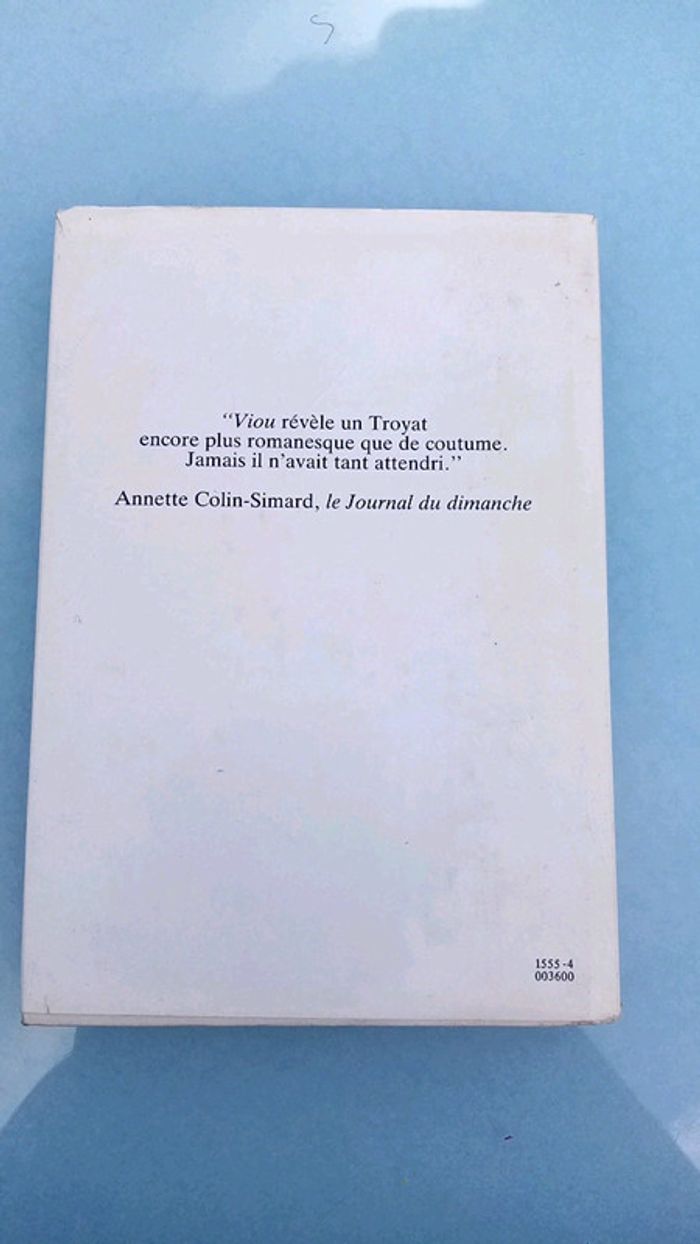 “Viou révèle un Troyat
encore plus romanesque que de coutume.
Jamais il n’avait tant attendri.”
Annette Colin-Simard, le Journal du dimanche
1555-4
003600